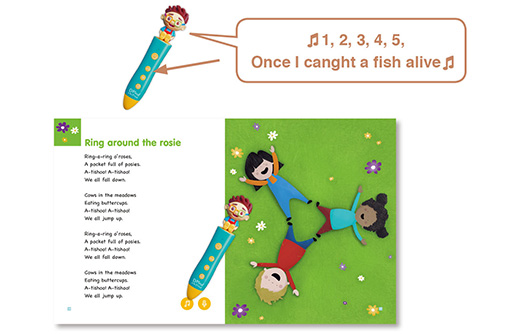 ♫1, 2, 3, 4, 5,
Once I canght a fish alive♫
Ring around the rosie
Ring-a-ring o'roses,
A pocket full of posies.
A-tishoo! A-tishoo!
We all fall down.
Cows in the meadows
Eating buttercups.
A-tishoo! A-tishoo!
We all jump up.
Ring-a-ring o'roses,
A pocket full of posies.
A-tishoo! A-tishoo!
We all fall down.
Cows in the meadows
Eating buttercups.
A-tishoo! A-tishoo!
We all jump up.